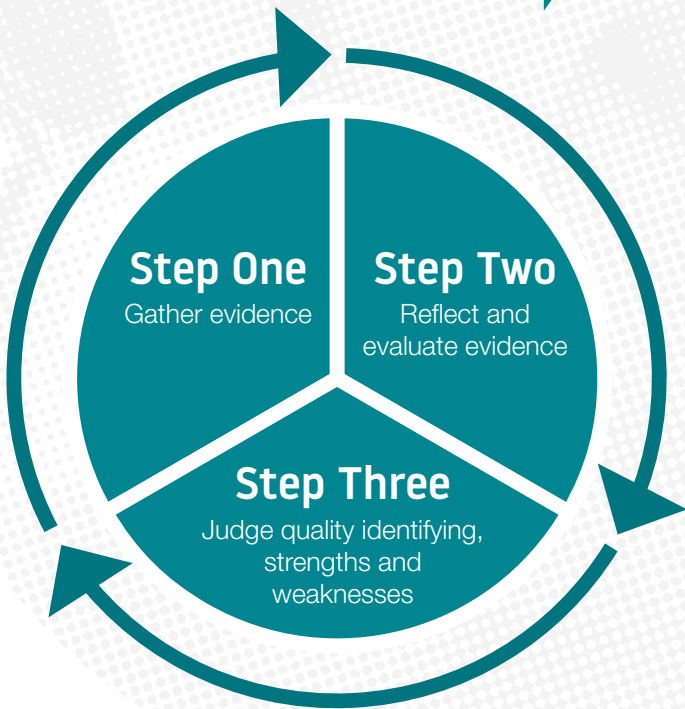 Step One
Gather evidence
Step Two
Reflect and
evaluate evidence
Step Three
Judge quality identifying,
strengths and
weaknesses